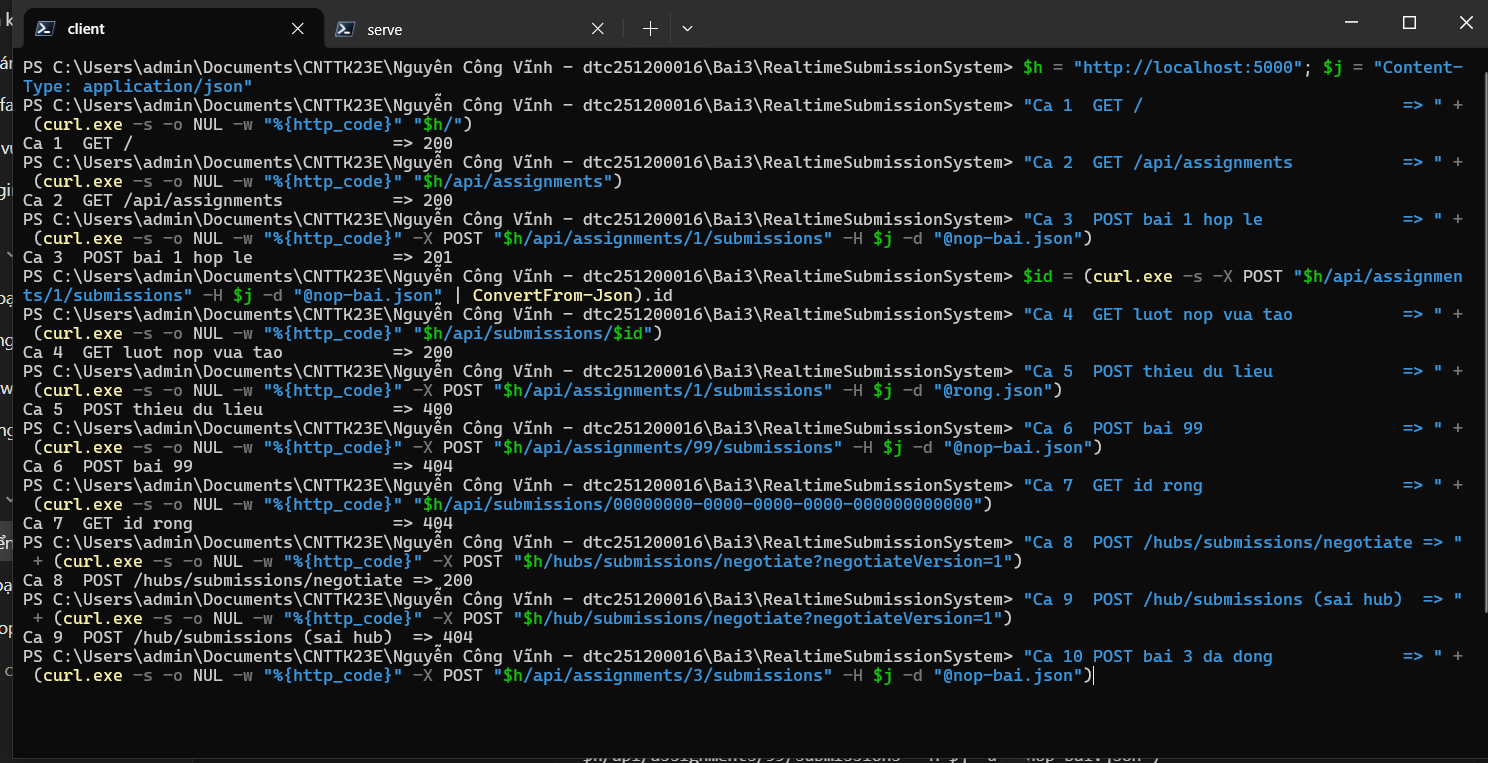 client
serve
PS C:\Users\admin\Documents\CNTTK23E\Nguyễn Công Vĩnh - dtc251200016\Bai3\RealtimeSubmissionSystem> $h = "http://localhost:5000"; $j = "Content-
Type: application/json"
PS C:\Users\admin\Documents\CNTTK23E\Nguyễn Công Vĩnh - dtc251200016\Bai3\RealtimeSubmissionSystem> "Ca 1  GET /                          => " +
 (curl.exe -s -o NUL -w "%{http_code}" "$h/")
Ca 1  GET /                          => 200
PS C:\Users\admin\Documents\CNTTK23E\Nguyễn Công Vĩnh - dtc251200016\Bai3\RealtimeSubmissionSystem> "Ca 2  GET /api/assignments           => " +
 (curl.exe -s -o NUL -w "%{http_code}" "$h/api/assignments")
Ca 2  GET /api/assignments           => 200
PS C:\Users\admin\Documents\CNTTK23E\Nguyễn Công Vĩnh - dtc251200016\Bai3\RealtimeSubmissionSystem> "Ca 3  POST bai 1 hop le              => " +
 (curl.exe -s -o NUL -w "%{http_code}" -X POST "$h/api/assignments/1/submissions" -H $j -d "@nop-bai.json")
Ca 3  POST bai 1 hop le              => 201
PS C:\Users\admin\Documents\CNTTK23E\Nguyễn Công Vĩnh - dtc251200016\Bai3\RealtimeSubmissionSystem> $id = (curl.exe -s -X POST "$h/api/assignmen
ts/1/submissions" -H $j -d "@nop-bai.json" | ConvertFrom-Json).id
PS C:\Users\admin\Documents\CNTTK23E\Nguyễn Công Vĩnh - dtc251200016\Bai3\RealtimeSubmissionSystem> "Ca 4  GET luot nop vua tao           => " +
 (curl.exe -s -o NUL -w "%{http_code}" "$h/api/submissions/$id")
Ca 4  GET luot nop vua tao           => 200
PS C:\Users\admin\Documents\CNTTK23E\Nguyễn Công Vĩnh - dtc251200016\Bai3\RealtimeSubmissionSystem> "Ca 5  POST thieu du lieu             => " +
 (curl.exe -s -o NUL -w "%{http_code}" -X POST "$h/api/assignments/1/submissions" -H $j -d "@rong.json")
Ca 5  POST thieu du lieu             => 400
PS C:\Users\admin\Documents\CNTTK23E\Nguyễn Công Vĩnh - dtc251200016\Bai3\RealtimeSubmissionSystem> "Ca 6  POST bai 99                    => " +
 (curl.exe -s -o NUL -w "%{http_code}" -X POST "$h/api/assignments/99/submissions" -H $j -d "@nop-bai.json")
Ca 6  POST bai 99                    => 404
PS C:\Users\admin\Documents\CNTTK23E\Nguyễn Công Vĩnh - dtc251200016\Bai3\RealtimeSubmissionSystem> "Ca 7  GET id rong                    => " +
 (curl.exe -s -o NUL -w "%{http_code}" "$h/api/submissions/00000000-0000-0000-0000-000000000000")
Ca 7  GET id rong                    => 404
PS C:\Users\admin\Documents\CNTTK23E\Nguyễn Công Vĩnh - dtc251200016\Bai3\RealtimeSubmissionSystem> "Ca 8  POST /hubs/submissions/negotiate => "
 + (curl.exe -s -o NUL -w "%{http_code}" -X POST "$h/hubs/submissions/negotiate?negotiateVersion=1")
Ca 8  POST /hubs/submissions/negotiate => 200
PS C:\Users\admin\Documents\CNTTK23E\Nguyễn Công Vĩnh - dtc251200016\Bai3\RealtimeSubmissionSystem> "Ca 9  POST /hub/submissions (sai hub)  => "
 + (curl.exe -s -o NUL -w "%{http_code}" -X POST "$h/hub/submissions/negotiate?negotiateVersion=1")
Ca 9  POST /hub/submissions (sai hub)  => 404
PS C:\Users\admin\Documents\CNTTK23E\Nguyễn Công Vĩnh - dtc251200016\Bai3\RealtimeSubmissionSystem> "Ca 10 POST bai 3 da dong             => " +
 (curl.exe -s -o NUL -w "%{http_code}" -X POST "$h/api/assignments/3/submissions" -H $j -d "@nop-bai.json")